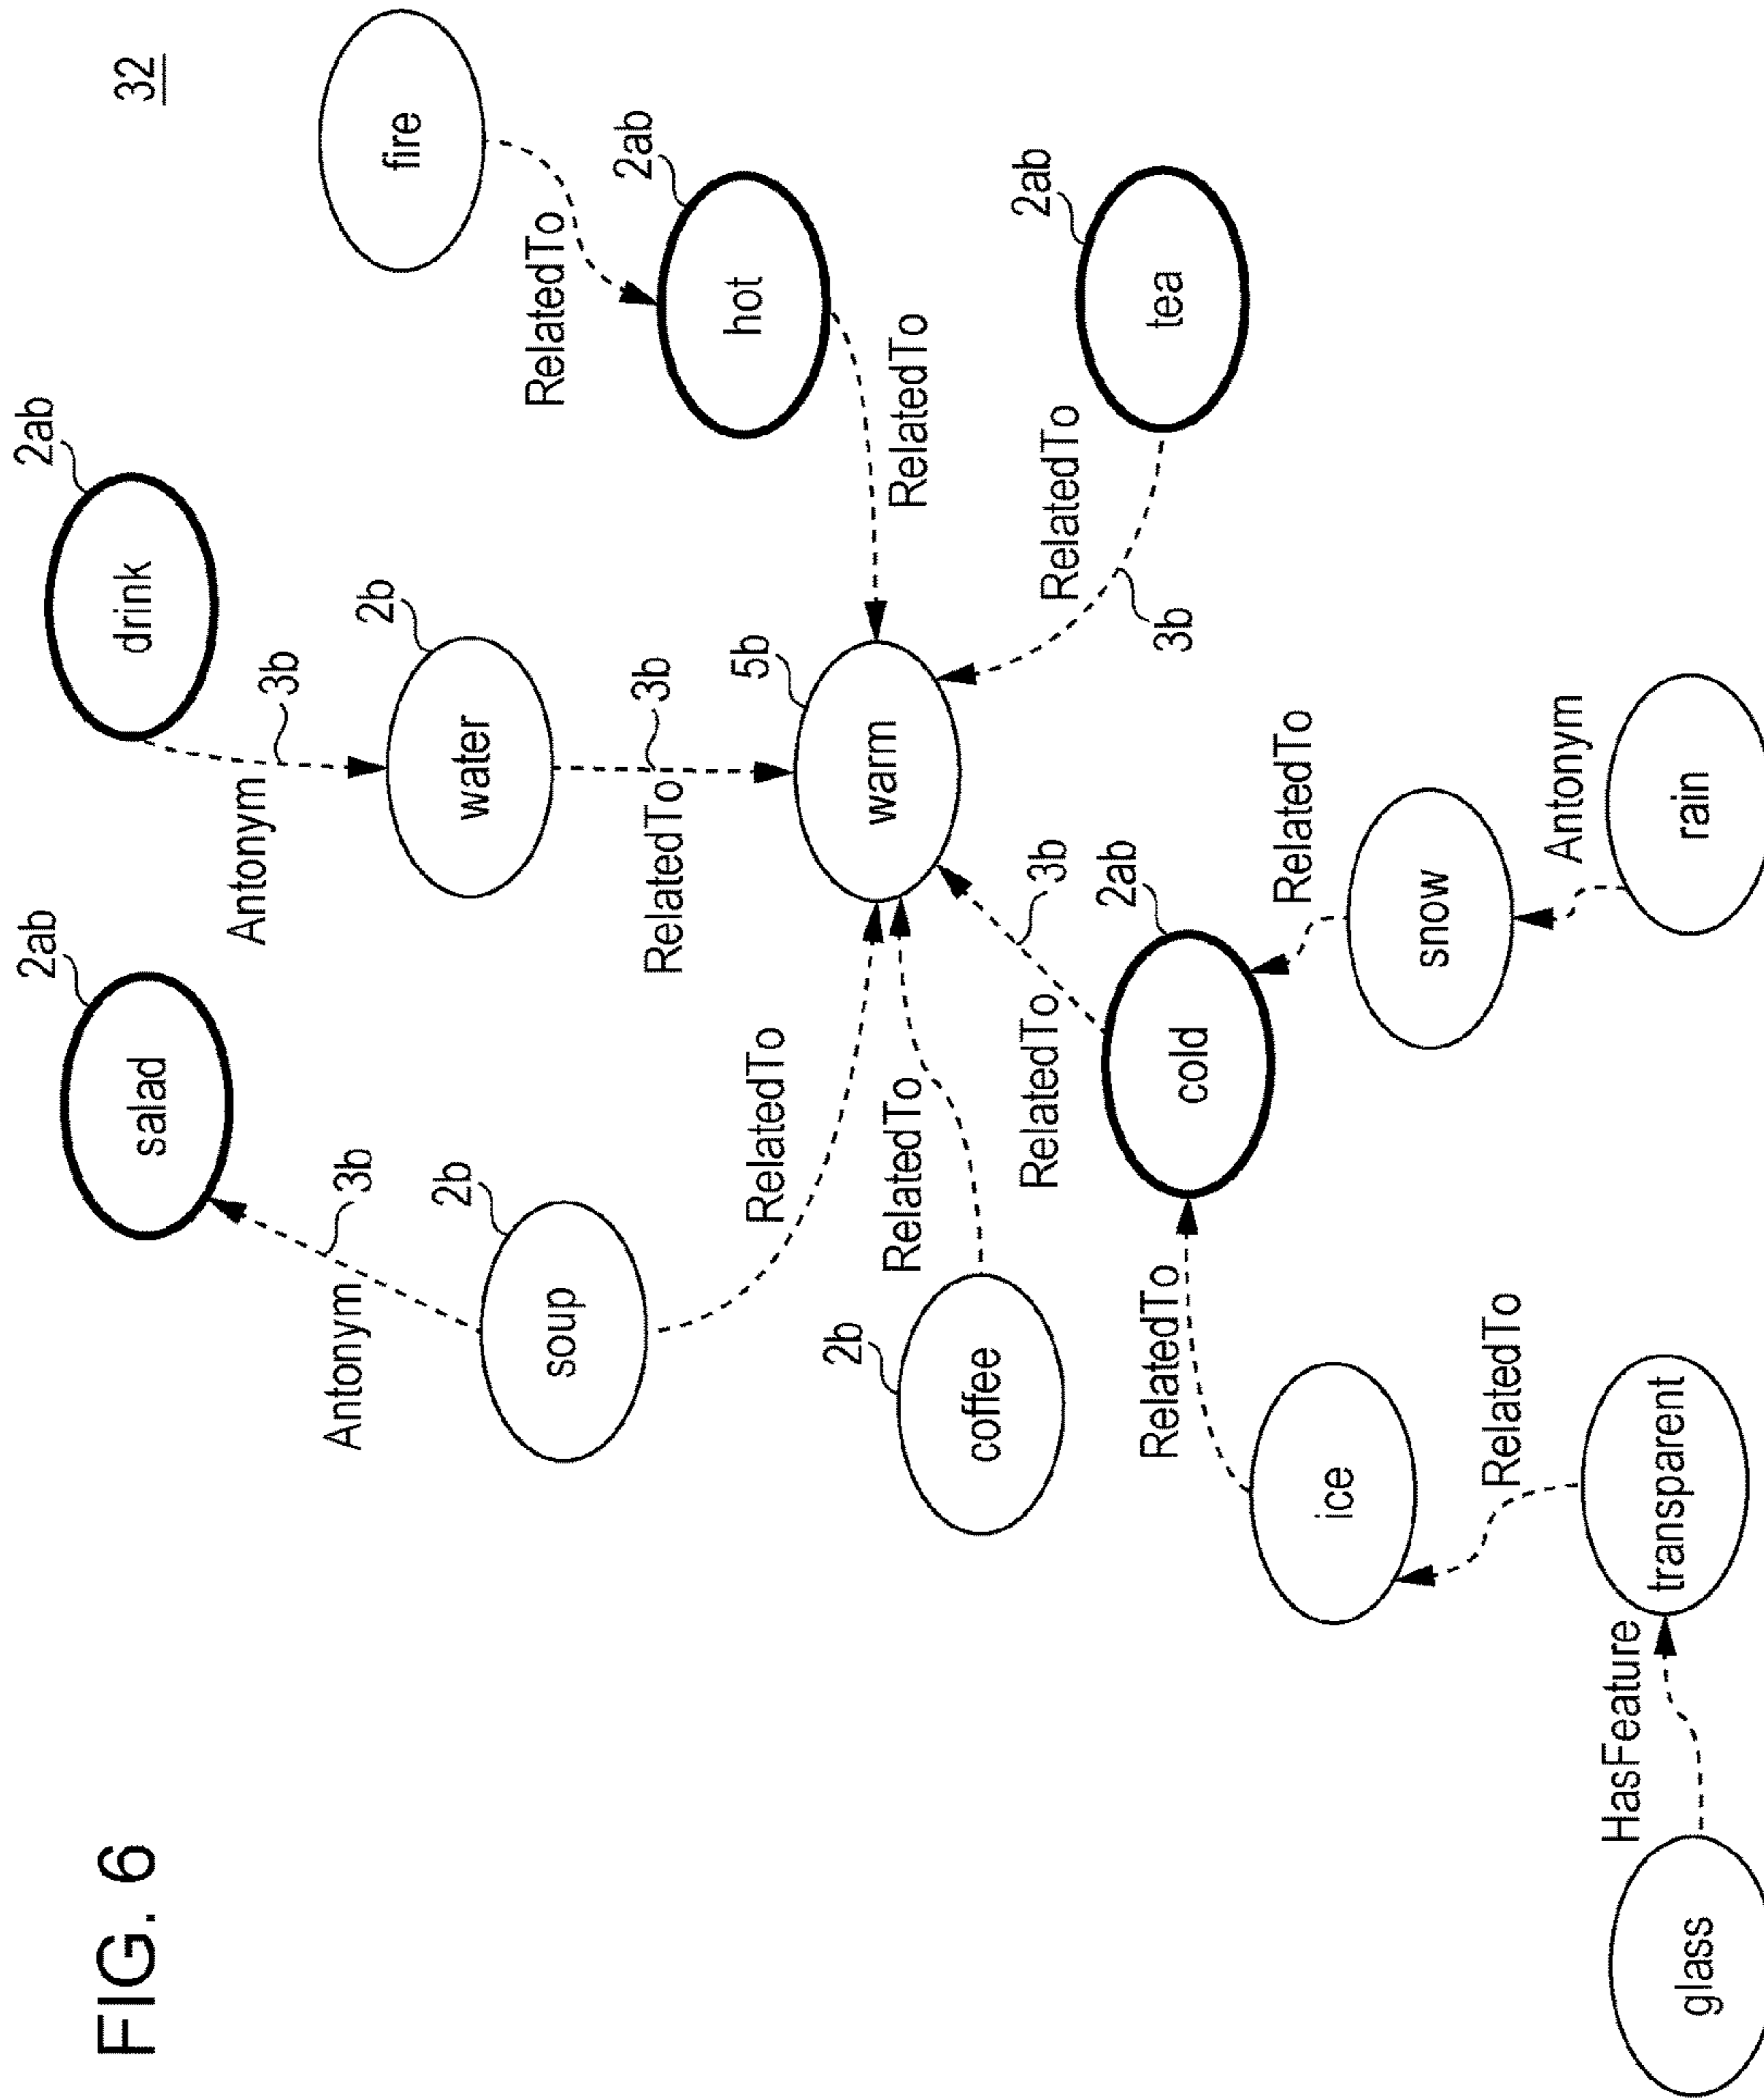 FIG. 6
32
salad
2ab
drink
2ab
fire
Antonym
3b
Antonym
3b
RelatedTo
soup
2b
water
2b
hot
2ab
RelatedTo
RelatedTo
3b
RelatedTo
coffee
2b
RelatedTo
warm
5b
RelatedTo
3b
tea
2ab
RelatedTo
3b
RelatedTo
cold
2ab
ice
RelatedTo
snow
RelatedTo
Antonym
HasFeature
transparent
rain
glass